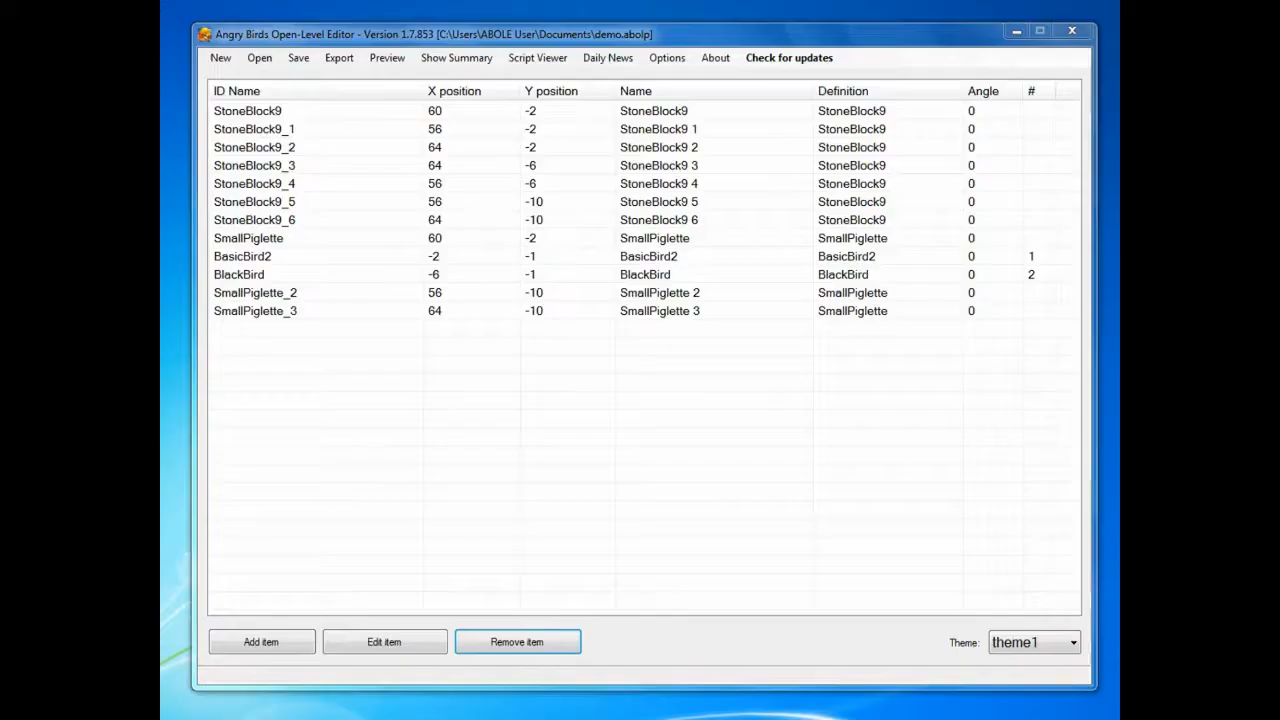 Angry Birds Open-Level Editor - Version 1.7.853 [C:\Users\ABOLE User\Documents\demo.abolp]
New Open Save Export Preview Show Summary Script Viewer Daily News Options About Check for updates
ID Name X position Y position Name Definition Angle #
StoneBlock9 60 -2 StoneBlock9 StoneBlock9 0
StoneBlock9_1 56 -2 StoneBlock9 1 StoneBlock9 0
StoneBlock9_2 64 -2 StoneBlock9 2 StoneBlock9 0
StoneBlock9_3 64 -6 StoneBlock9 3 StoneBlock9 0
StoneBlock9_4 56 -6 StoneBlock9 4 StoneBlock9 0
StoneBlock9_5 56 -10 StoneBlock9 5 StoneBlock9 0
StoneBlock9_6 64 -10 StoneBlock9 6 StoneBlock9 0
SmallPiglette 60 -2 SmallPiglette SmallPiglette 0
BasicBird2 -2 -1 BasicBird2 BasicBird2 0 1
BlackBird -6 -1 BlackBird BlackBird 0 2
SmallPiglette_2 56 -10 SmallPiglette 2 SmallPiglette 0
SmallPiglette_3 64 -10 SmallPiglette 3 SmallPiglette 0
Add item Edit item Remove item Theme: theme1